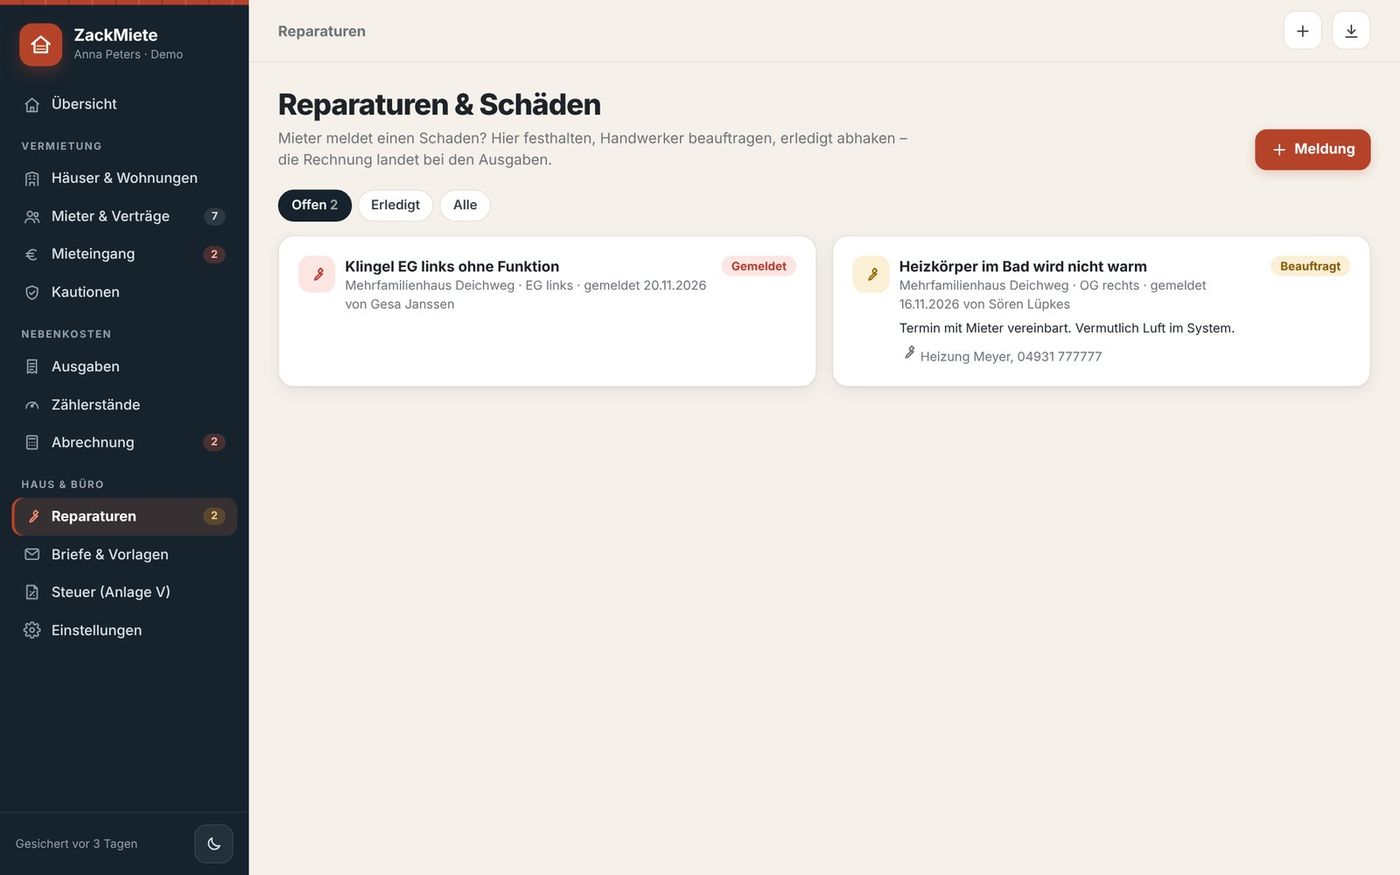 ZackMiete
Anna Peters · Demo
Übersicht
VERMIETUNG
Häuser & Wohnungen
Mieter & Verträge 7
Mieteingang 2
Kautionen
NEBENKOSTEN
Ausgaben
Zählerstände
Abrechnung 2
HAUS & BÜRO
Reparaturen 2
Briefe & Vorlagen
Steuer (Anlage V)
Einstellungen
Gesichert vor 3 Tagen
Reparaturen
Reparaturen & Schäden
Mieter meldet einen Schaden? Hier festhalten, Handwerker beauftragen, erledigt abhaken –
die Rechnung landet bei den Ausgaben.
+ Meldung
Offen 2 Erledigt Alle
Klingel EG links ohne Funktion Gemeldet
Mehrfamilienhaus Deichweg · EG links · gemeldet 20.11.2026
von Gesa Janssen
Heizkörper im Bad wird nicht warm Beauftragt
Mehrfamilienhaus Deichweg · OG rechts · gemeldet
16.11.2026 von Sören Lüpkes
Termin mit Mieter vereinbart. Vermutlich Luft im System.
Heizung Meyer, 04931 777777